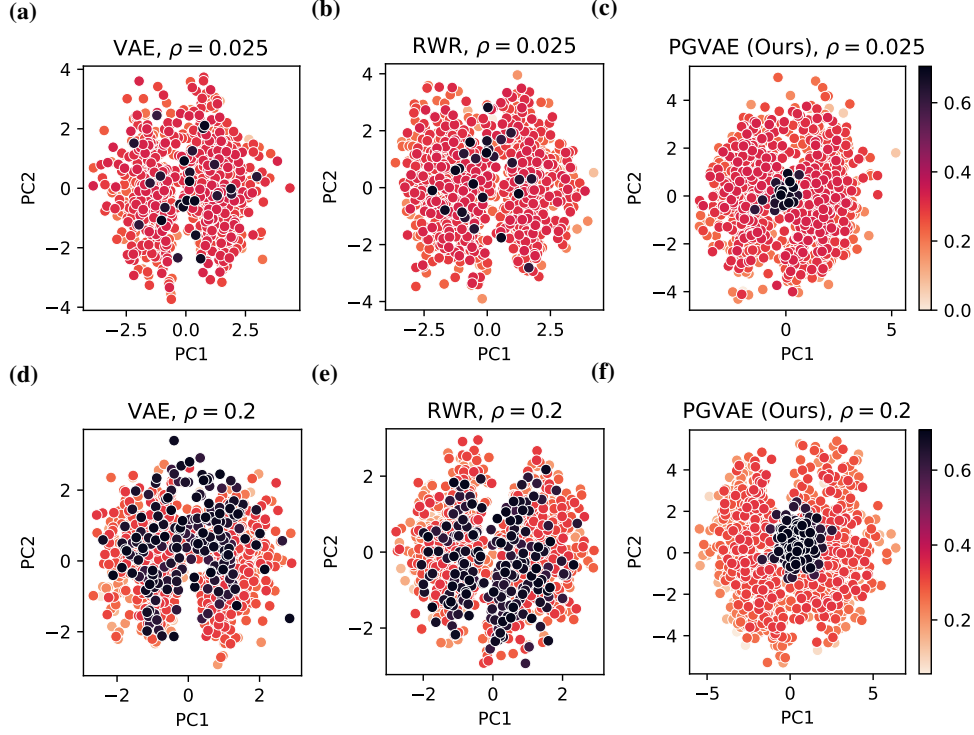 (a)
VAE, ρ = 0.025
4
2
0
−2
−4
−2.5
0.0
2.5
PC2
PC1
(b)
RWR, ρ = 0.025
4
2
0
−2
−4
−2.5
0.0
2.5
PC2
PC1
(c)
PGVAE (Ours), ρ = 0.025
4
2
0
−2
−4
0
5
PC2
PC1
0.6
0.4
0.2
0.0
(d)
VAE, ρ = 0.2
2
0
−2
−2
0
2
PC2
PC1
(e)
RWR, ρ = 0.2
2
0
−2
−2
0
2
PC2
PC1
(f)
PGVAE (Ours), ρ = 0.2
4
2
0
−2
−4
−5
0
5
PC2
PC1
0.6
0.4
0.2